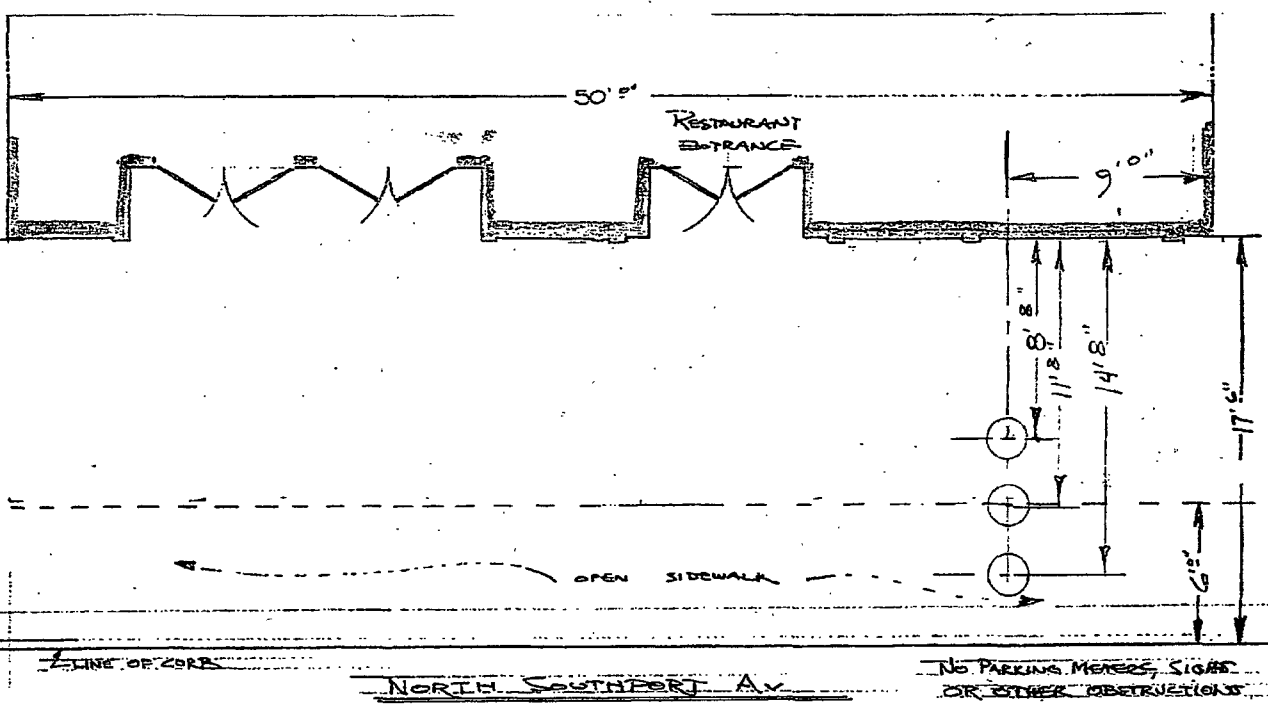 50' 0"
RESTAURANT
ENTRANCE
9' 0"
8' 8"
11' 8"
14' 8"
17' 6"
6' 0"
OPEN SIDEWALK
LINE OF CURB
NORTH SOUTHPORT AV
NO PARKING METERS, SIGNS
OR OTHER OBSTRUCTIONS